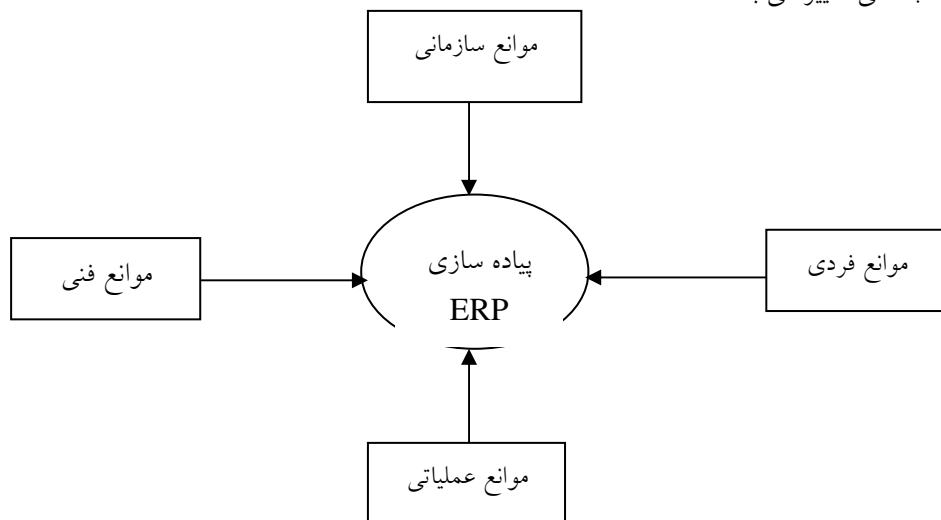 موانع سازمانی
موانع فردی
پیاده سازی
ERP
موانع فنی
موانع عملیاتی